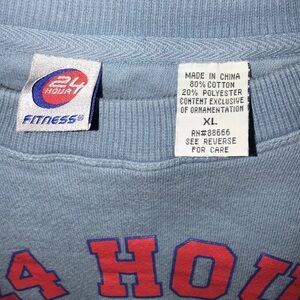 24
HOUR
FITNESS®
MADE IN CHINA
80% COTTON
20% POLYESTER
CONTENT EXCLUSIVE
OF ORNAMENTATION
XL
RN#88666
SEE REVERSE
FOR CARE
24 HOU